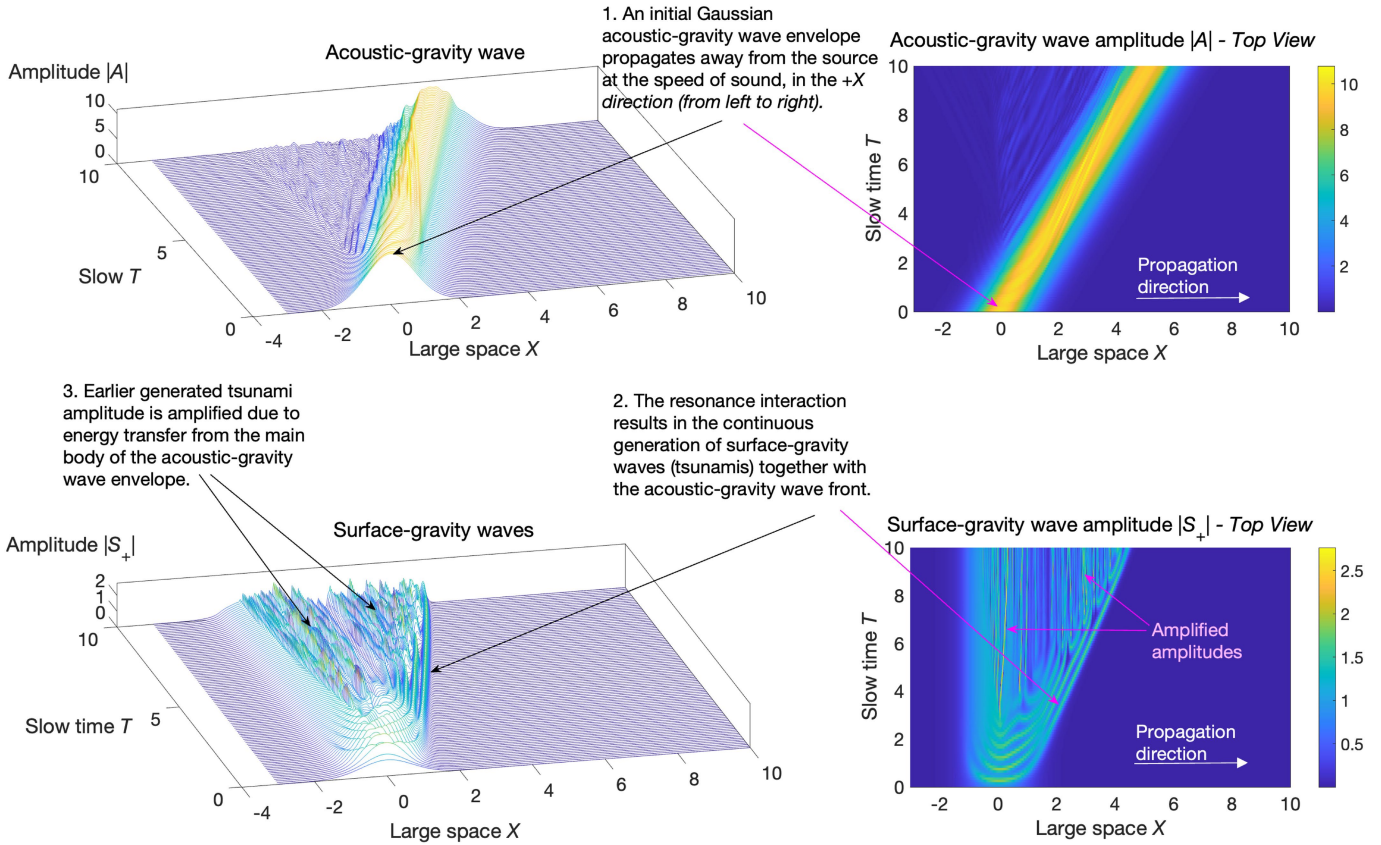 1. An initial Gaussian
acoustic-gravity wave envelope
propagates away from the source
at the speed of sound, in the +X
direction (from left to right).
Acoustic-gravity wave
Amplitude |A|
10
5
0
10
5
0
Slow T
-4
-2
0
2
4
6
8
10
Large space X
Acoustic-gravity wave amplitude |A| - Top View
10
8
6
4
2
0
Slow time T
-2
0
2
4
6
8
10
Large space X
Propagation
direction
10
8
6
4
2
3. Earlier generated tsunami
amplitude is amplified due to
energy transfer from the main
body of the acoustic-gravity
wave envelope.
2. The resonance interaction
results in the continuous
generation of surface-gravity
waves (tsunamis) together with
the acoustic-gravity wave front.
Surface-gravity waves
Amplitude |S+|
2
1
0
10
5
0
Slow time T
-4
-2
0
2
4
6
8
10
Large space X
Surface-gravity wave amplitude |S+| - Top View
10
8
6
4
2
0
Slow time T
-2
0
2
4
6
8
10
Large space X
Amplified
amplitudes
Propagation
direction
2.5
2
1.5
1
0.5